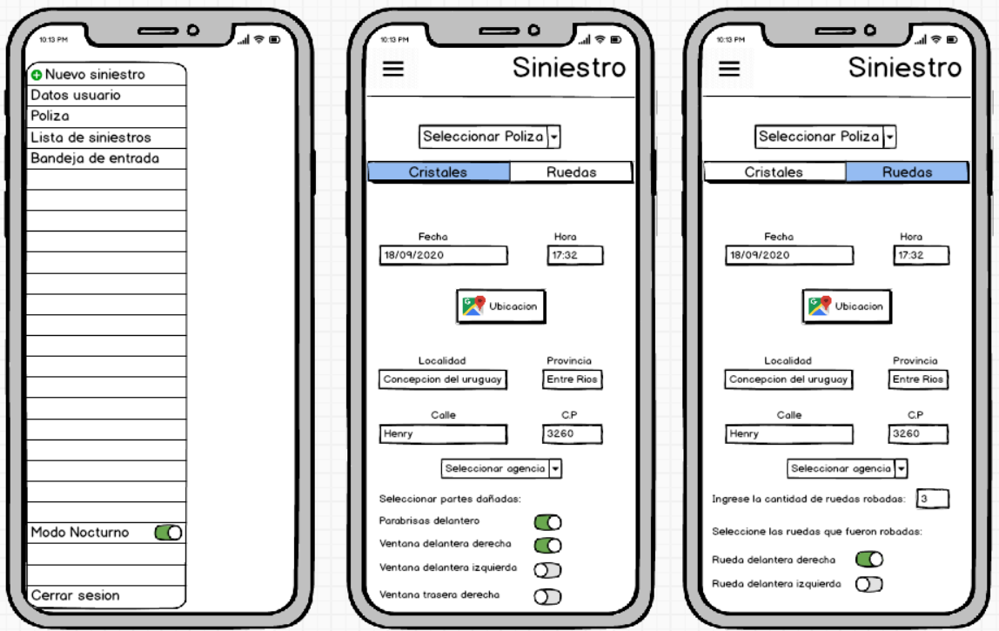 10:13 PM
Nuevo siniestro
Datos usuario
Poliza
Lista de siniestros
Bandeja de entrada
Modo Nocturno
Cerrar sesion
10:13 PM
Siniestro
Seleccionar Poliza
Cristales Ruedas
Fecha Hora
18/09/2020 17:32
G
Ubicacion
Localidad Provincia
Concepcion del uruguay Entre Rios
Calle C.P
Henry 3260
Seleccionar agencia
Seleccionar partes dañadas:
Parabrisas delantero
Ventana delantera derecha
Ventana delantera izquierda
Ventana trasera derecha
10:13 PM
Siniestro
Seleccionar Poliza
Cristales Ruedas
Fecha Hora
18/09/2020 17:32
G
Ubicacion
Localidad Provincia
Concepcion del uruguay Entre Rios
Calle C.P
Henry 3260
Seleccionar agencia
Ingrese la cantidad de ruedas robadas: 3
Seleccione las ruedas que fueron robadas:
Rueda delantera derecha
Rueda delantera izquierda